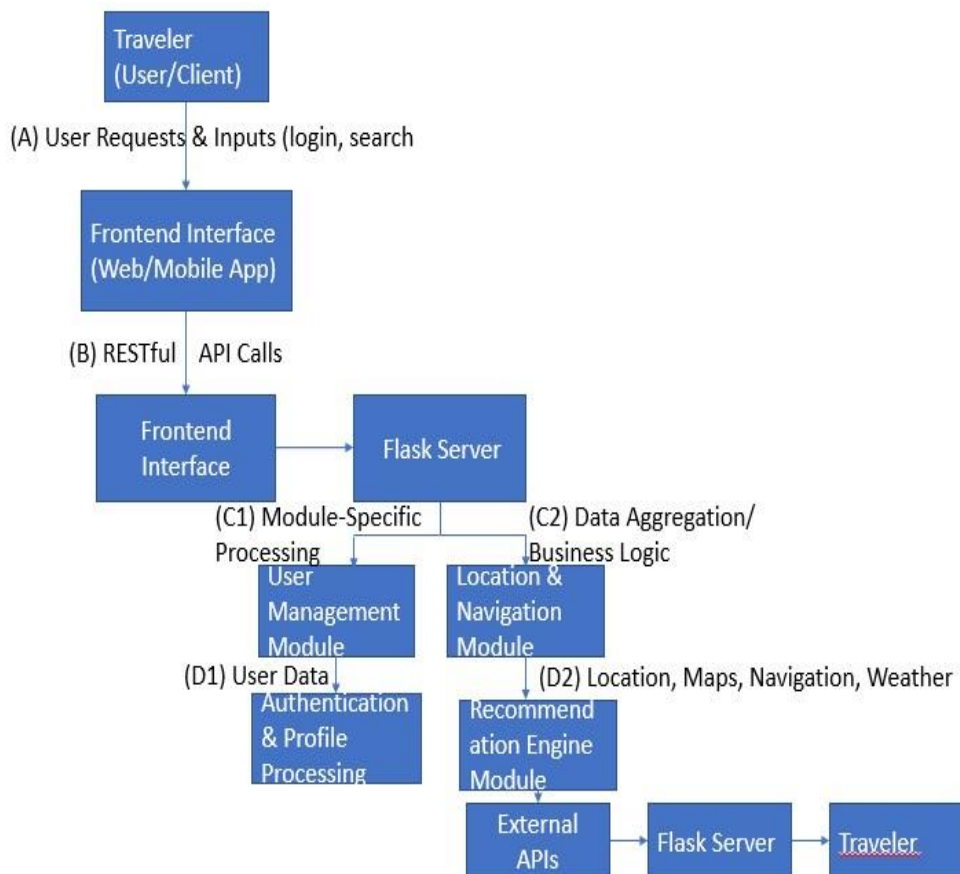 Traveler
(User/Client)
(A) User Requests & Inputs (login, search
Frontend Interface
(Web/Mobile App)
(B) RESTful API Calls
Frontend
Interface
Flask Server
(C1) Module-Specific
Processing
(C2) Data Aggregation/
Business Logic
User
Management
Module
Location &
Navigation
Module
(D1) User Data
(D2) Location, Maps, Navigation, Weather
Authentication
& Profile
Processing
Recommend
ation Engine
Module
External
APIs
Flask Server
Traveler